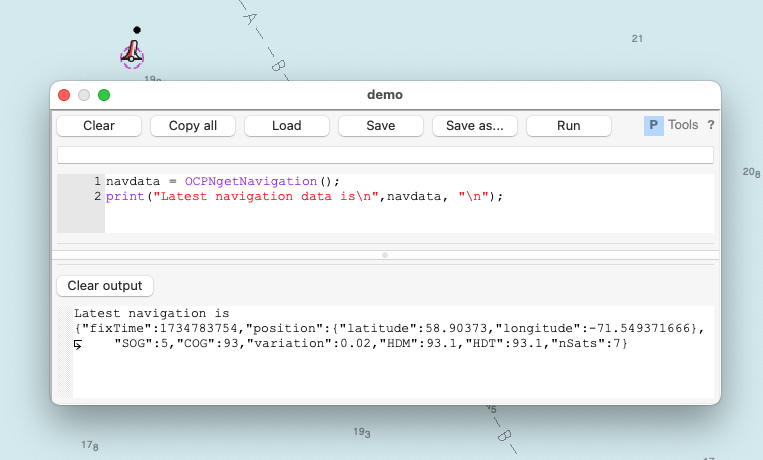 A
B
21
19₈
demo
Clear
Copy all
Load
Save
Save as...
Run
P
Tools
?
20₈
1 navdata = OCPNgetNavigation();
2 print("Latest navigation data is\n",navdata, "\n");
Clear output
Latest navigation is
{"fixTime":1734783754,"position":{"latitude":58.90373,"longitude":-71.549371666},
"SOG":5,"COG":93,"variation":0.02,"HDM":93.1,"HDT":93.1,"nSats":7}
19₃
B
17₈